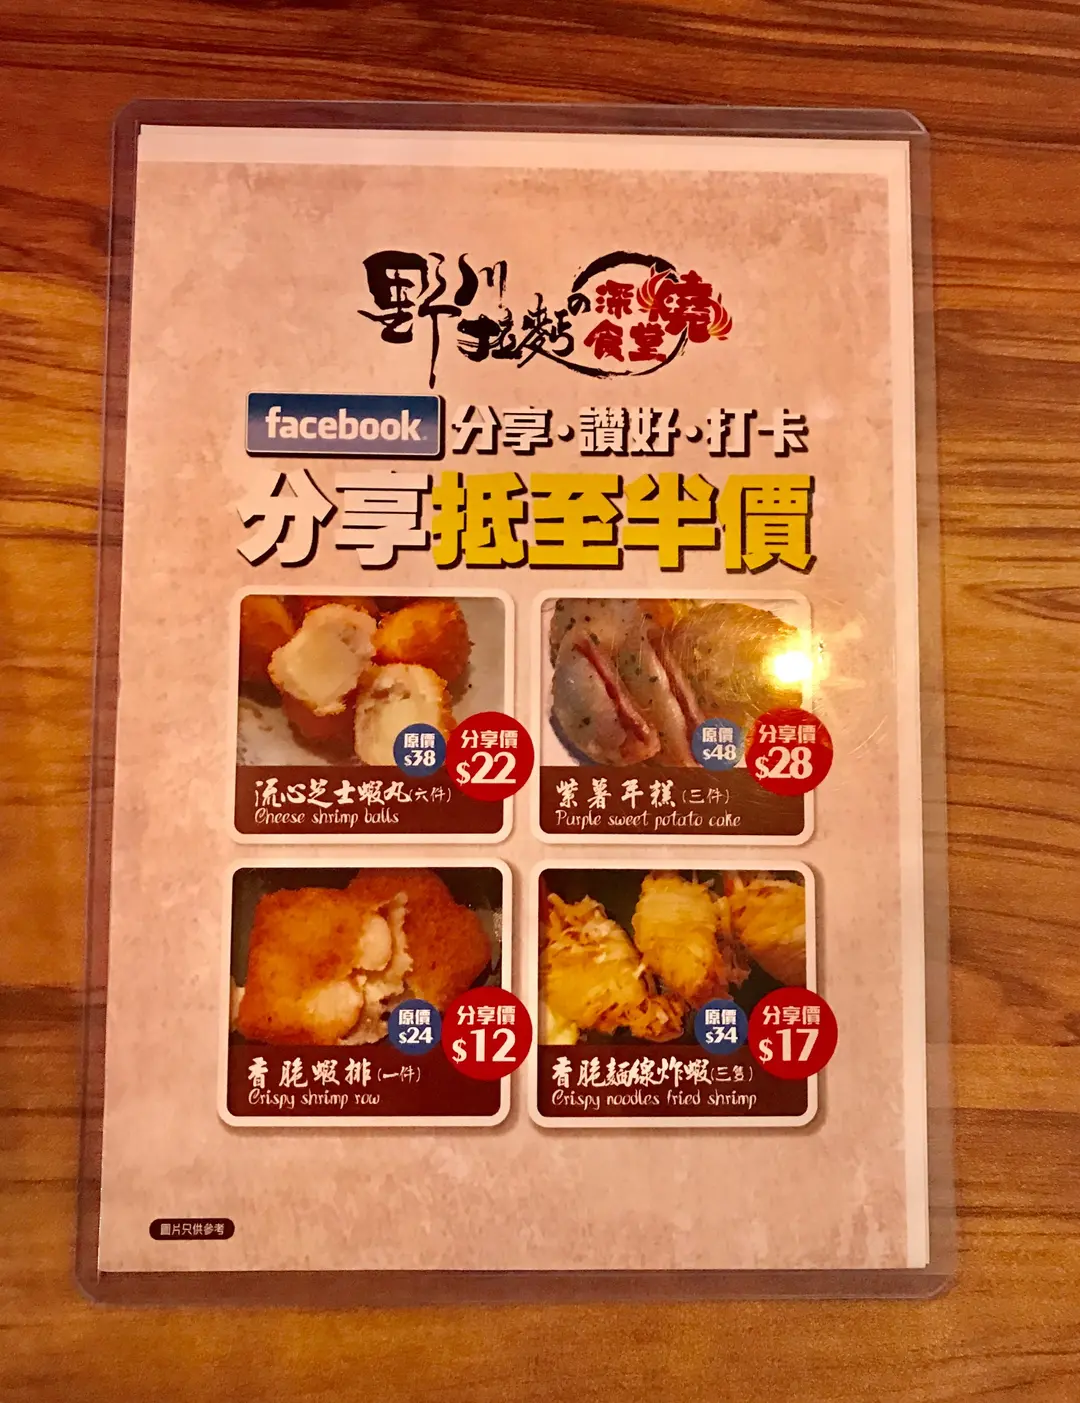 野川拉麪の深燒食堂
facebook 分享·讚好·打卡
分享抵至半價
原價 $38
分享價 $22
流心芝士蝦丸(六件)
Cheese shrimp balls
原價 $48
分享價 $28
紫薯年糕(三件)
Purple sweet potato cake
原價 $24
分享價 $12
香脆蝦排(一件)
Crispy shrimp row
原價 $34
分享價 $17
香脆麵線炸蝦(三隻)
Crispy noodles fried shrimp
圖片只供參考